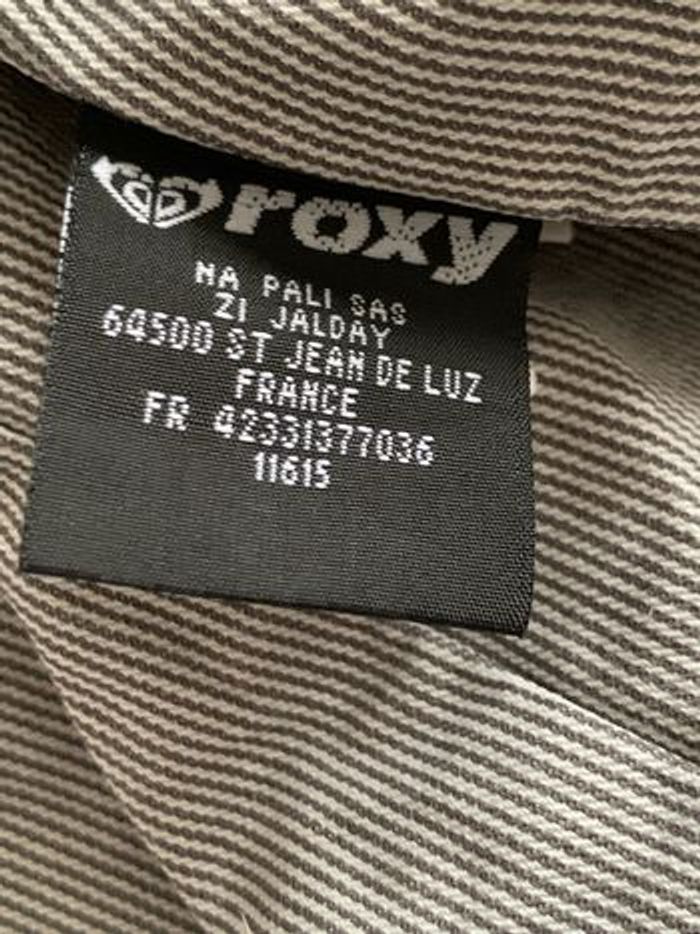 roxy
NA PALI SAS
ZI JALDAY
64500 ST JEAN DE LUZ
FRANCE
FR 42331377036
11615